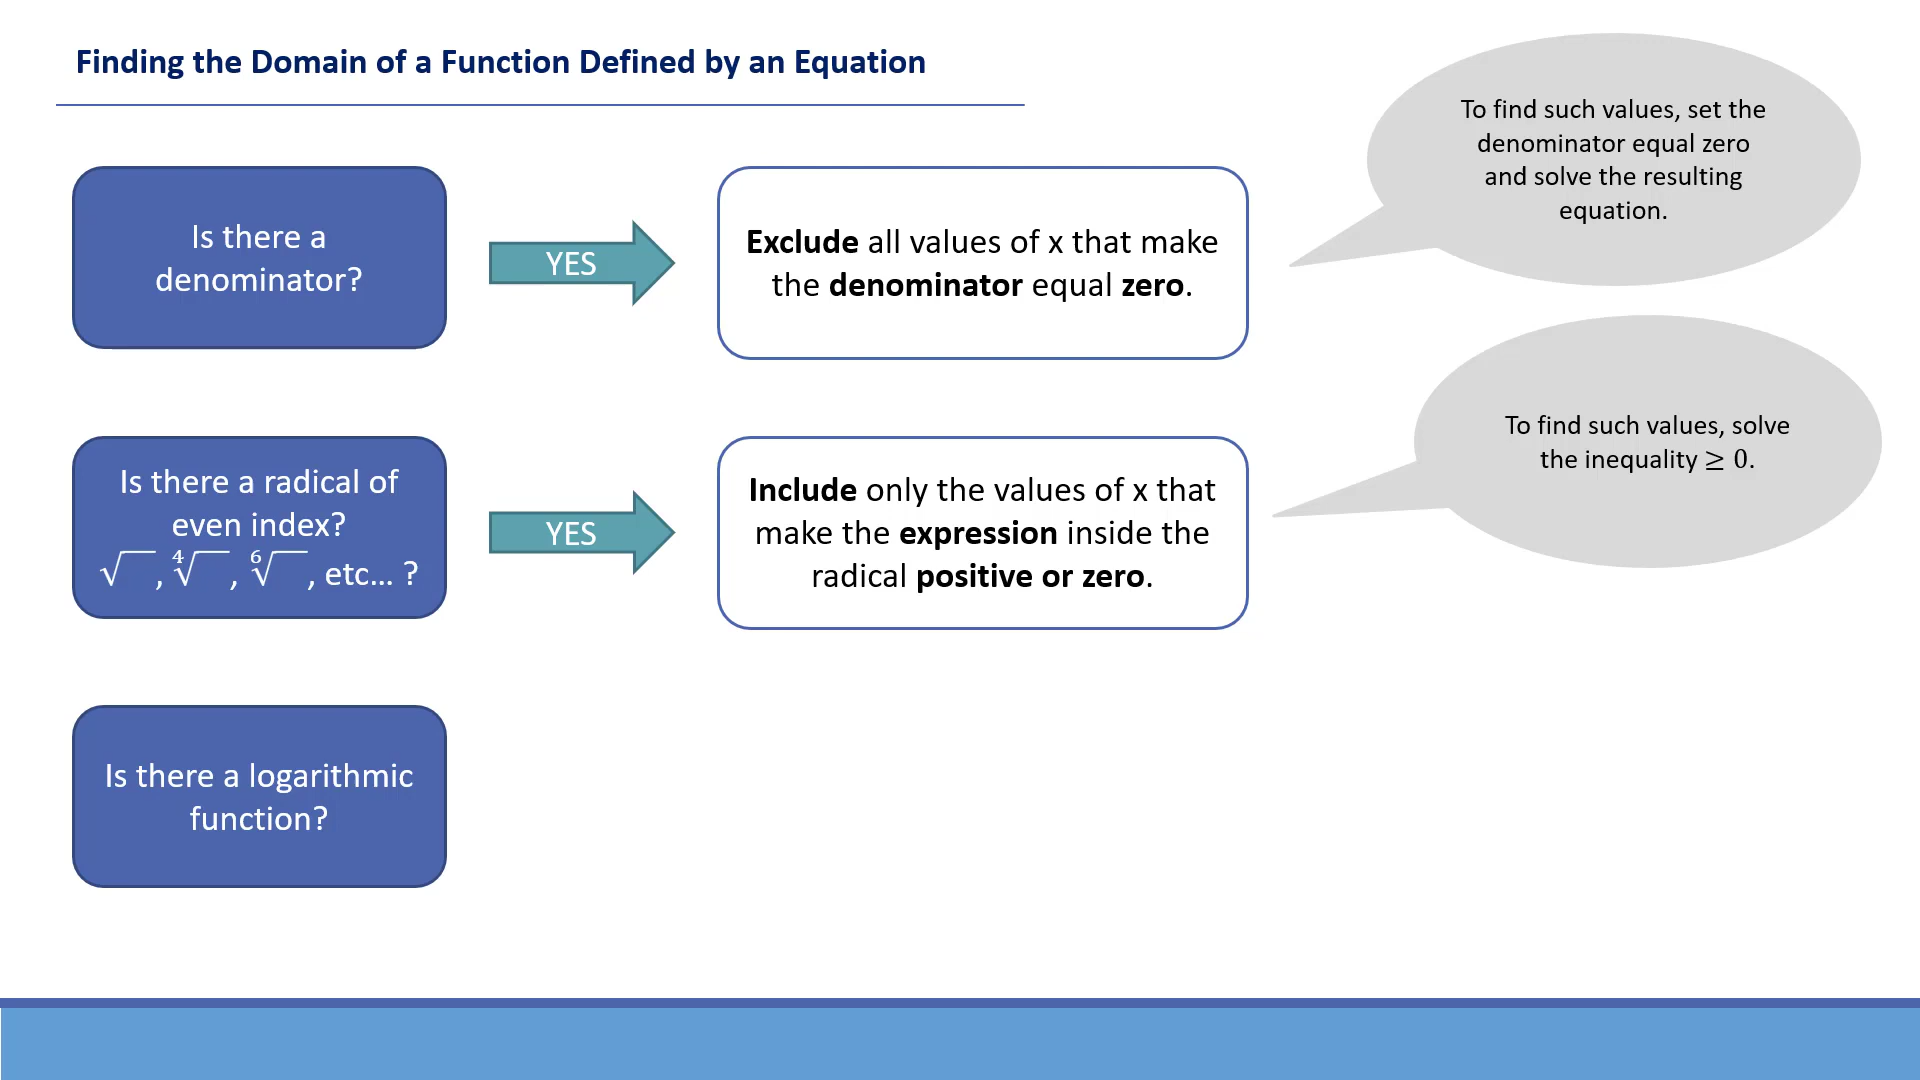 Finding the Domain of a Function Defined by an Equation
To find such values, set the
denominator equal zero
and solve the resulting
equation.
Is there a
denominator?
YES
Exclude all values of x that make
the denominator equal zero.
Is there a radical of
even index?
√ , ∜ , ⁶√ , etc... ?
YES
Include only the values of x that
make the expression inside the
radical positive or zero.
To find such values, solve
the inequality ≥ 0.
Is there a logarithmic
function?